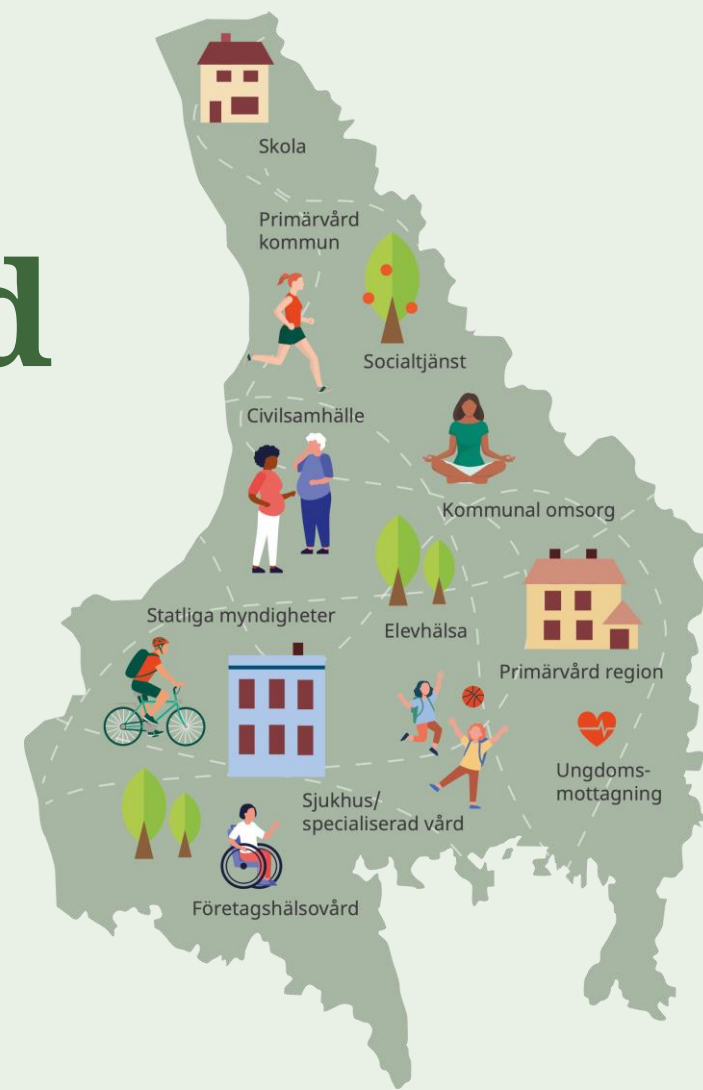 Skola
Primärvård
kommun
d
Socialtjänst
Civilsamhälle
Kommunal omsorg
Statliga myndigheter
Elevhälsa
Primärvård region
Ungdoms-
mottagning
Sjukhus/
specialiserad vård
Företagshälsovård